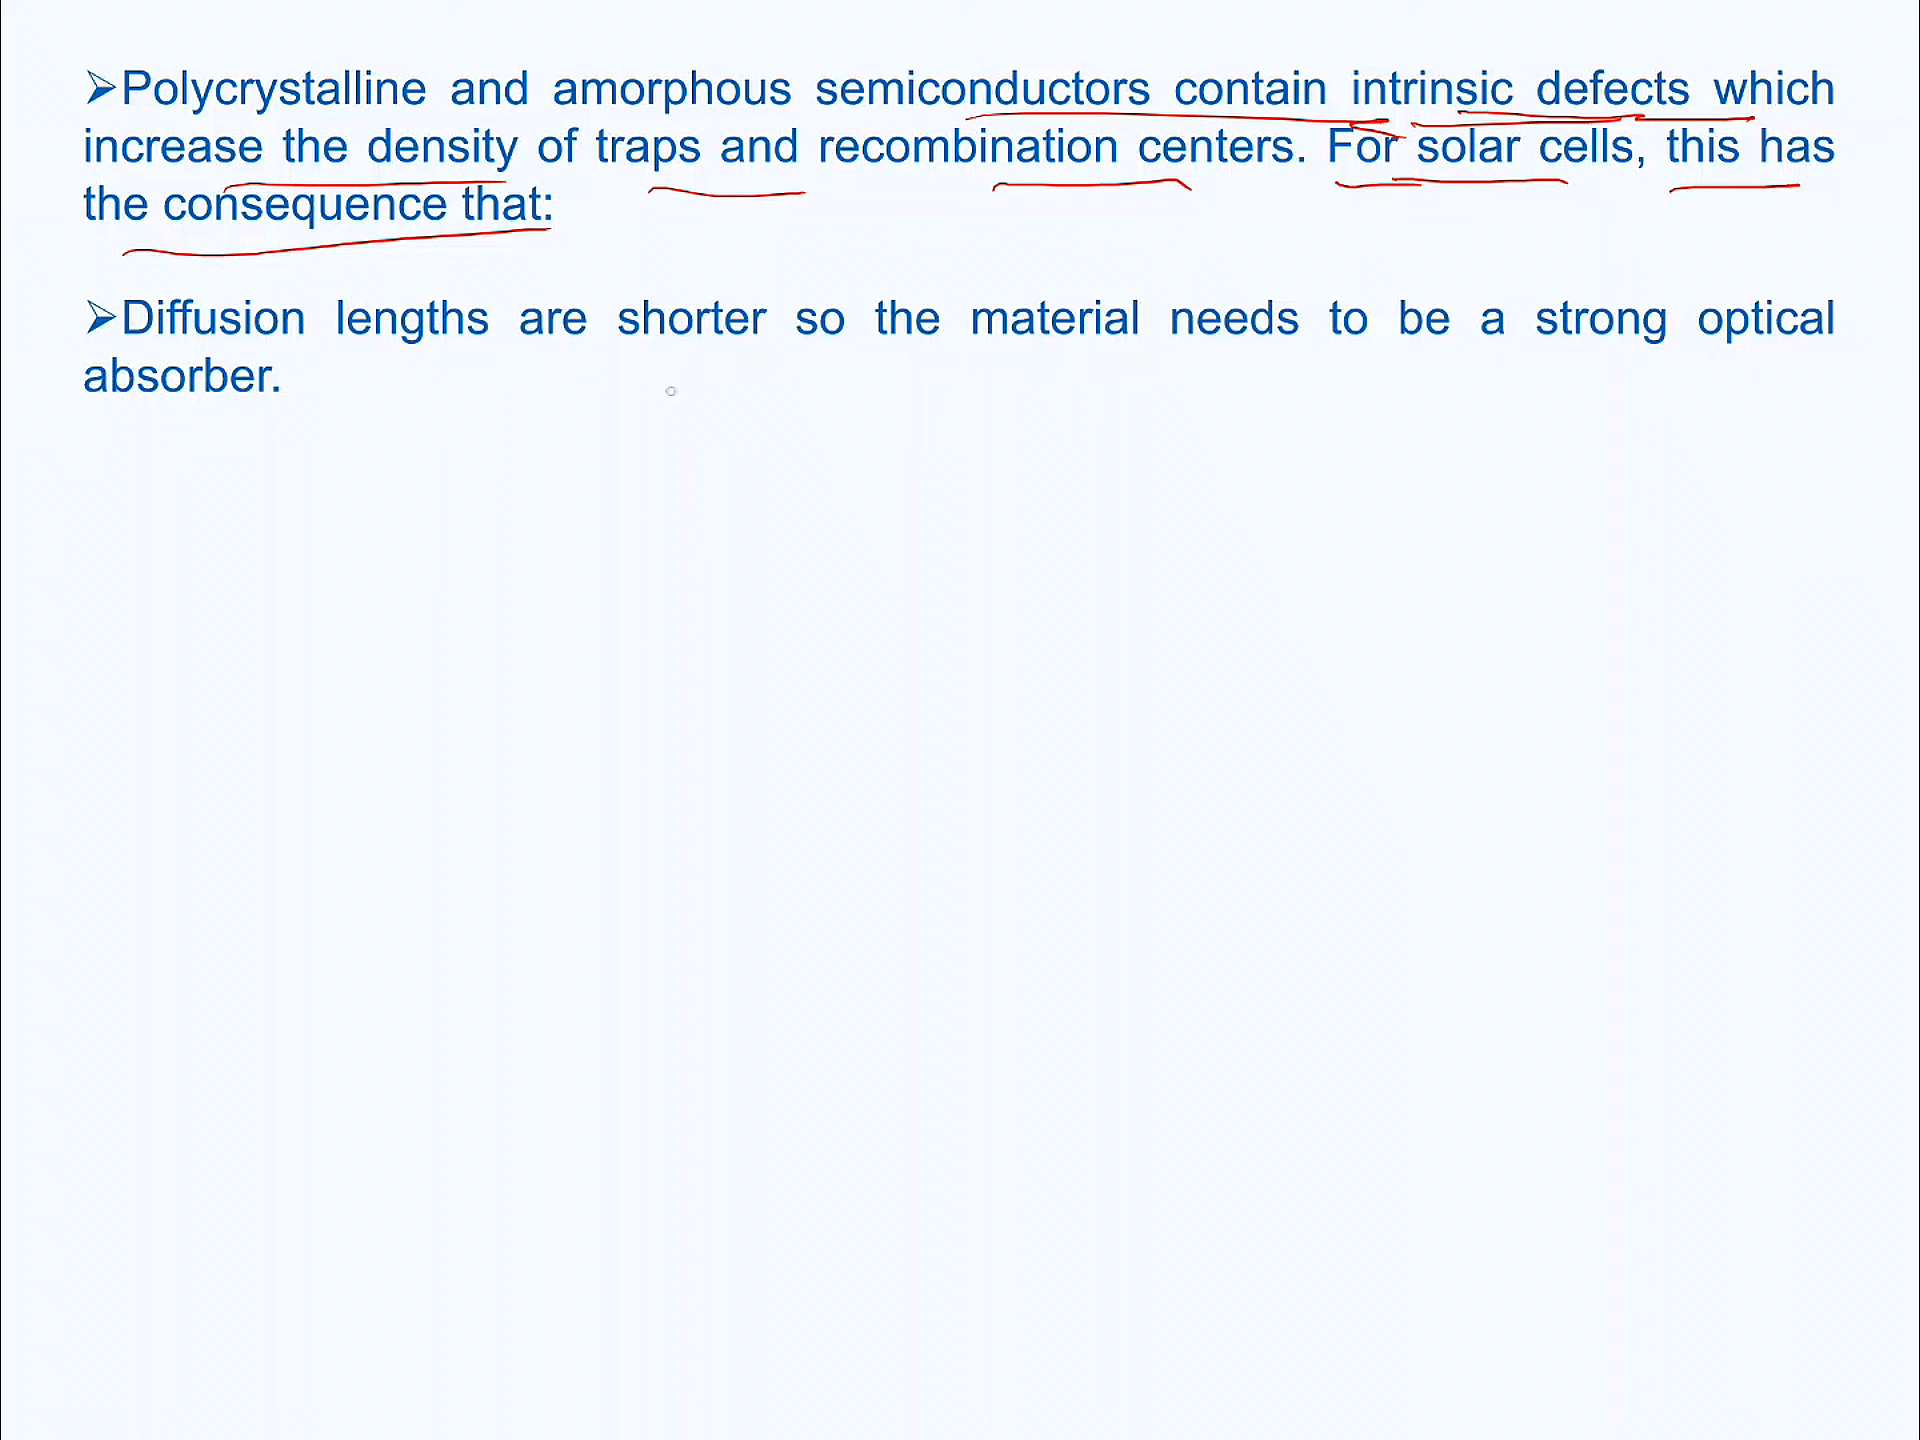 ➢Polycrystalline and amorphous semiconductors contain intrinsic defects which
increase the density of traps and recombination centers. For solar cells, this has
the consequence that:
➢Diffusion lengths are shorter so the material needs to be a strong optical
absorber.